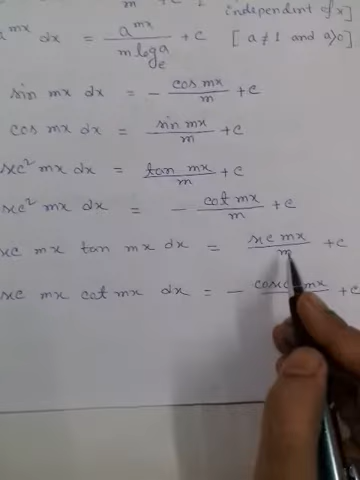 independent of x]
a^mx dx = a^mx / m log_e a + c [ a ≠ 1 and a>0]
sin mx dx = - cos mx / m + c
cos mx dx = sin mx / m + c
sec² mx dx = tan mx / m + c
sec² mx dx = - cot mx / m + c
sec mx tan mx dx = sec mx / m + c
sec mx cot mx dx = - cosec mx + c